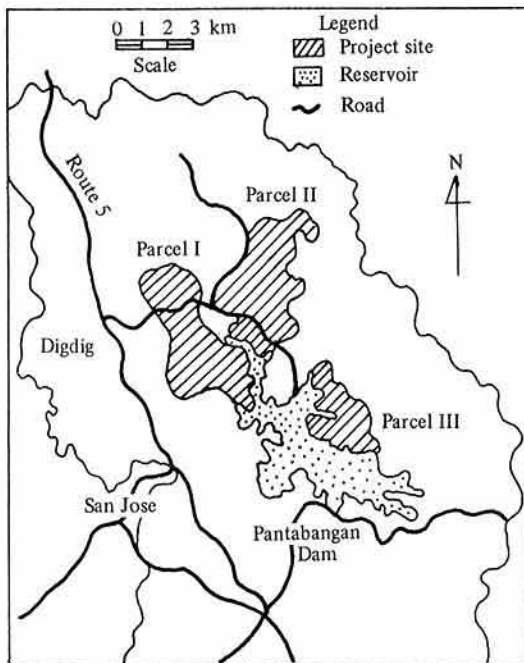 0 1 2 3 km
Scale
Legend
Project site
Reservoir
Road
N
Route 5
Parcel II
Parcel I
Digdig
Parcel III
San Jose
Pantabangan
Dam